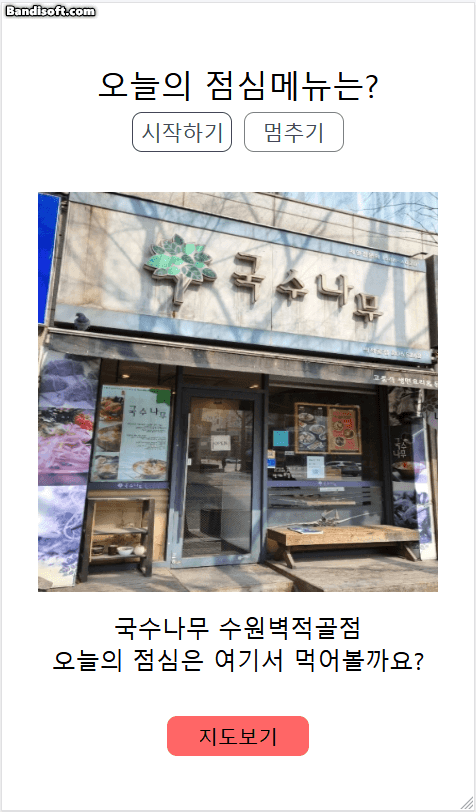 Bandisoft.com
오늘의 점심메뉴는?
시작하기 멈추기
국수나무
국수나무
국수나무 수원벽적골점
오늘의 점심은 여기서 먹어볼까요?
지도보기